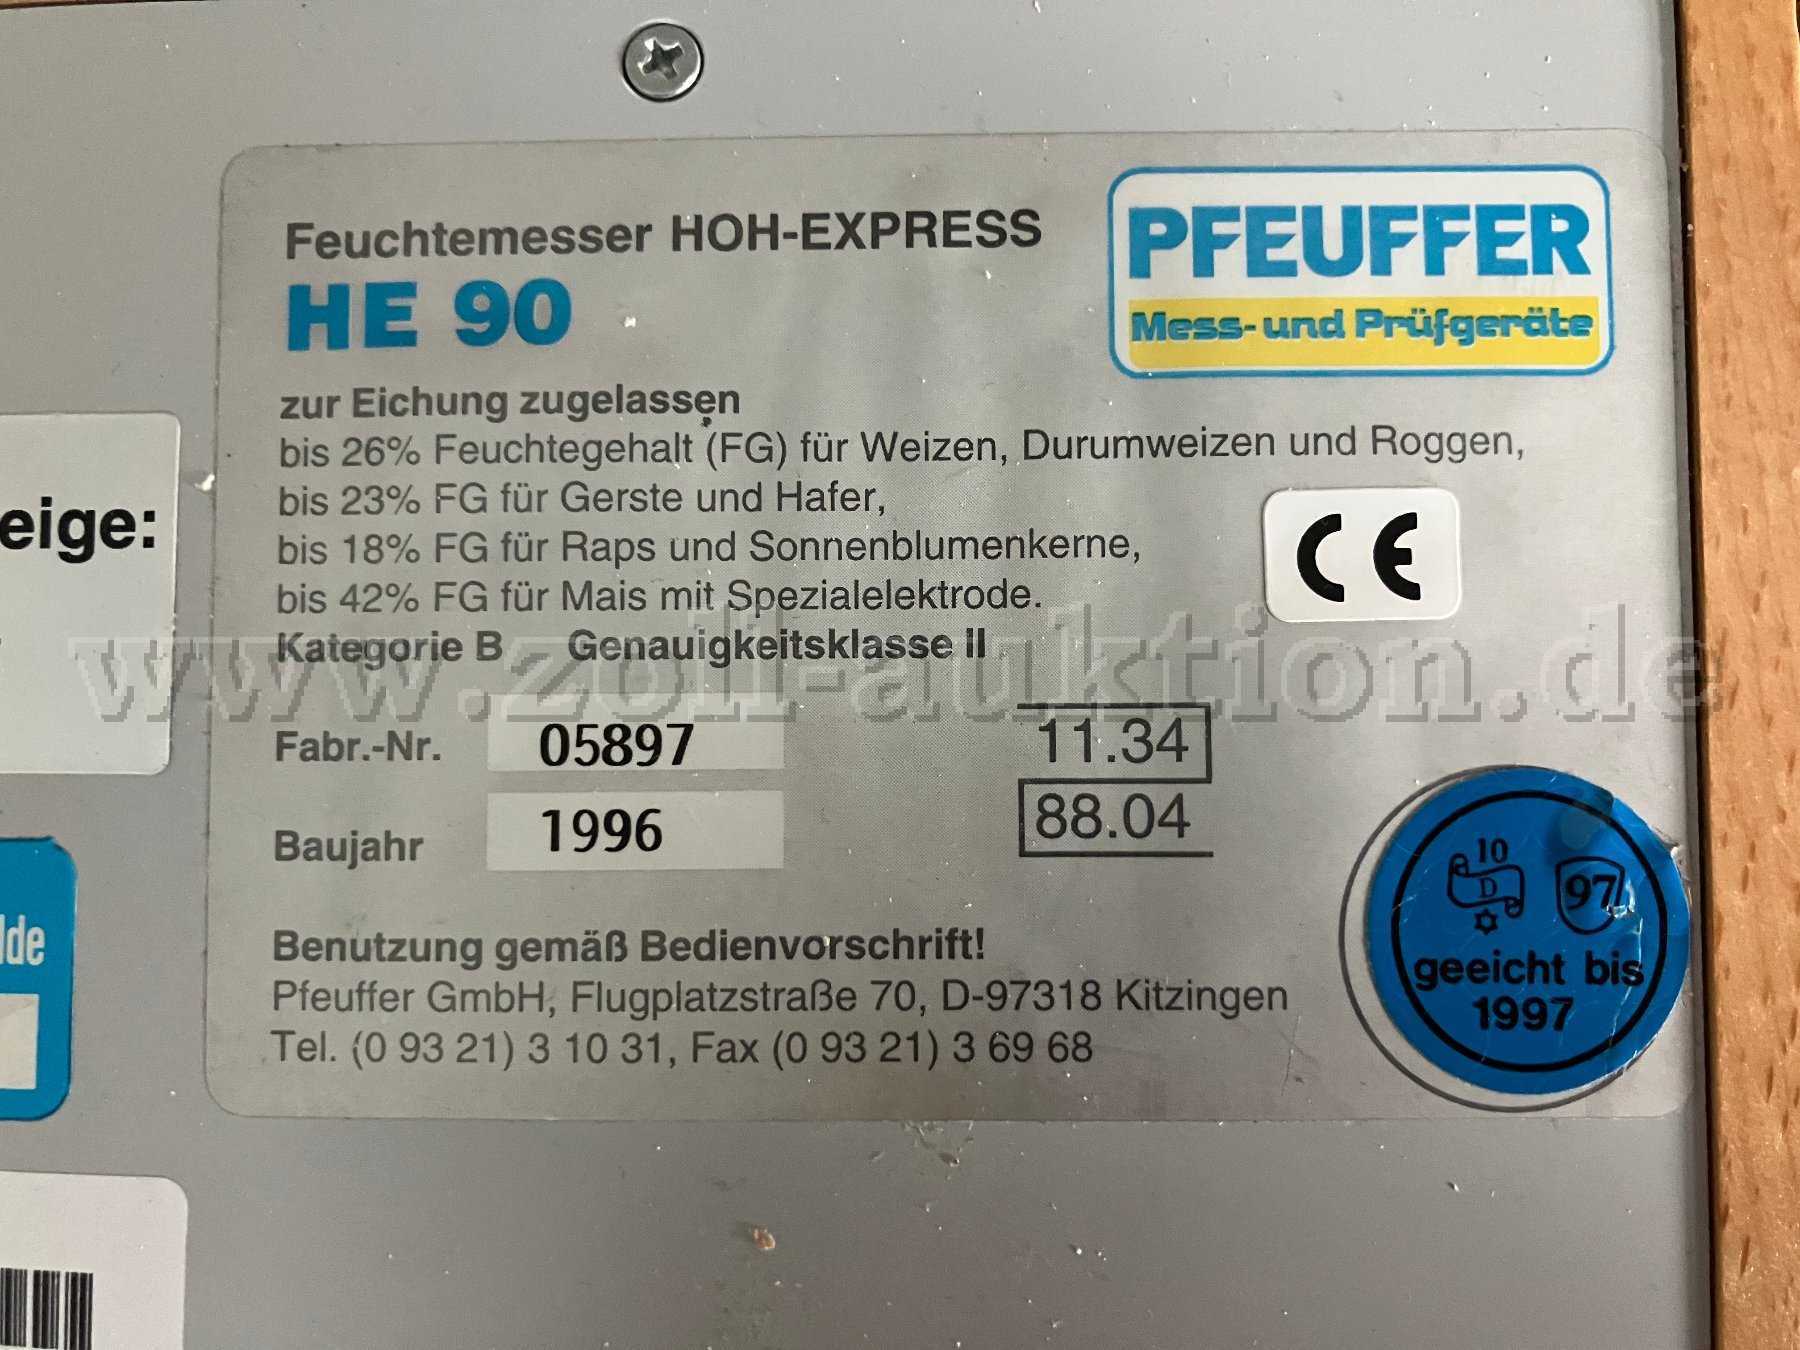 Feuchtemesser HOH-EXPRESS
HE 90
PFEUFFER
Mess- und Prüfgeräte
zur Eichung zugelassen
bis 26% Feuchtegehalt (FG) für Weizen, Durumweizen und Roggen,
bis 23% FG für Gerste und Hafer,
bis 18% FG für Raps und Sonnenblumenkerne,
bis 42% FG für Mais mit Spezialelektrode.
Kategorie B Genauigkeitsklasse II
CE
eige:
www.zoll-auktion.de
Fabr.-Nr. 05897
11.34
Baujahr 1996
88.04
10
D
97
geeicht bis
1997
lde
Benutzung gemäß Bedienvorschrift!
Pfeuffer GmbH, Flugplatzstraße 70, D-97318 Kitzingen
Tel. (0 93 21) 3 10 31, Fax (0 93 21) 3 69 68